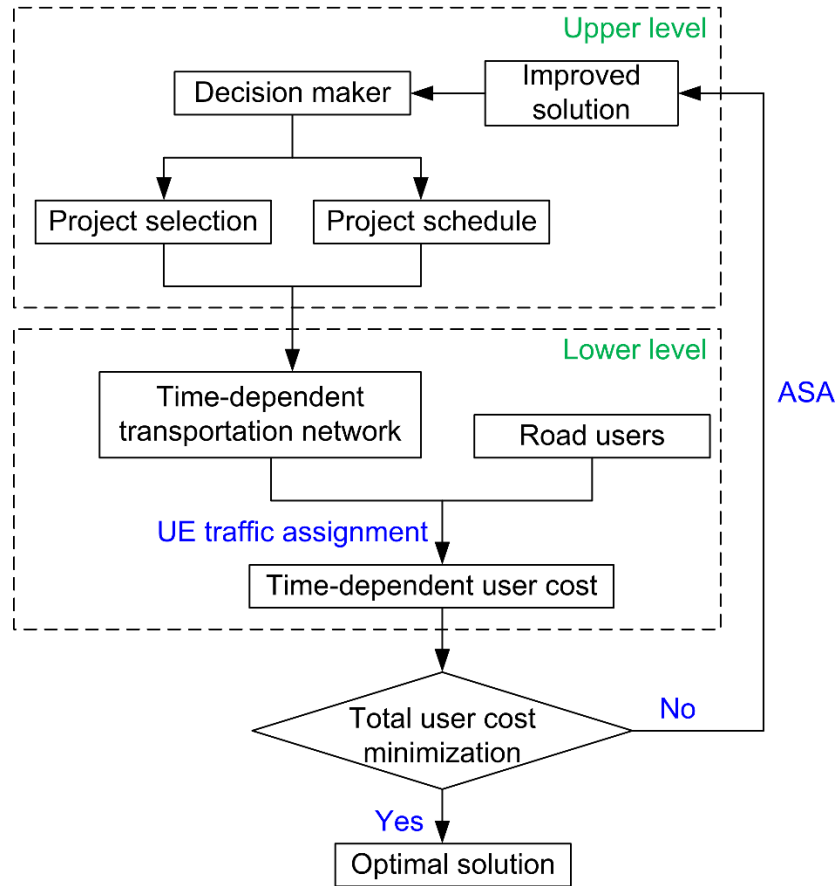 Upper level
Improved
solution
Decision maker
Project selection
Project schedule
Lower level
Time-dependent
transportation network
Road users
ASA
UE traffic assignment
Time-dependent user cost
Total user cost
minimization
No
Yes
Optimal solution